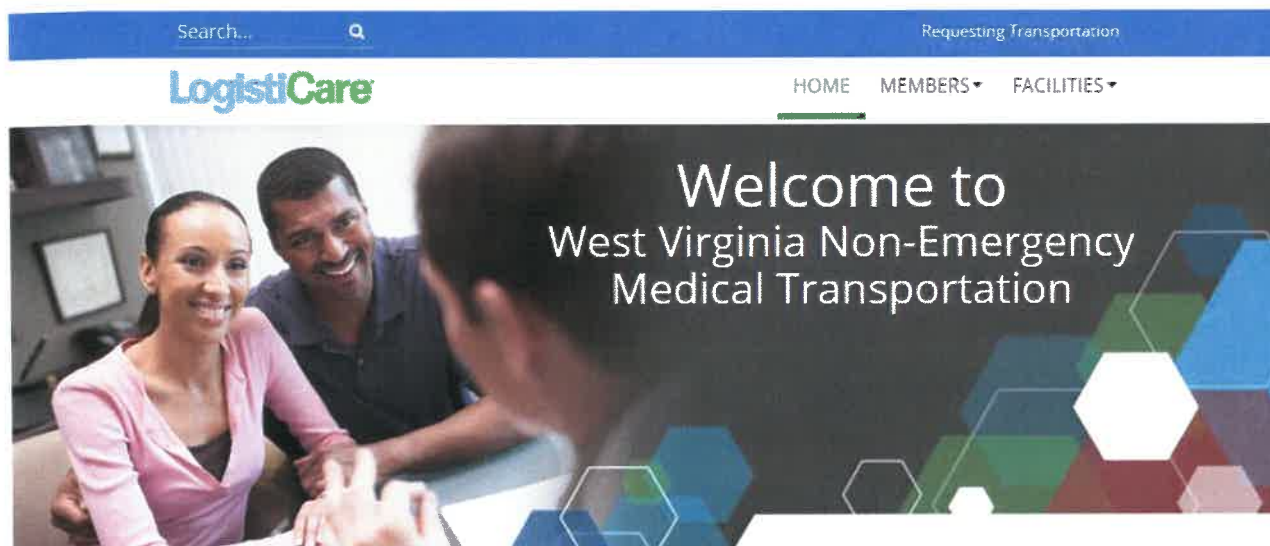 Search...
Requesting Transportation
LogistiCare
HOME MEMBERS FACILITIES
Welcome to
West Virginia Non-Emergency
Medical Transportation